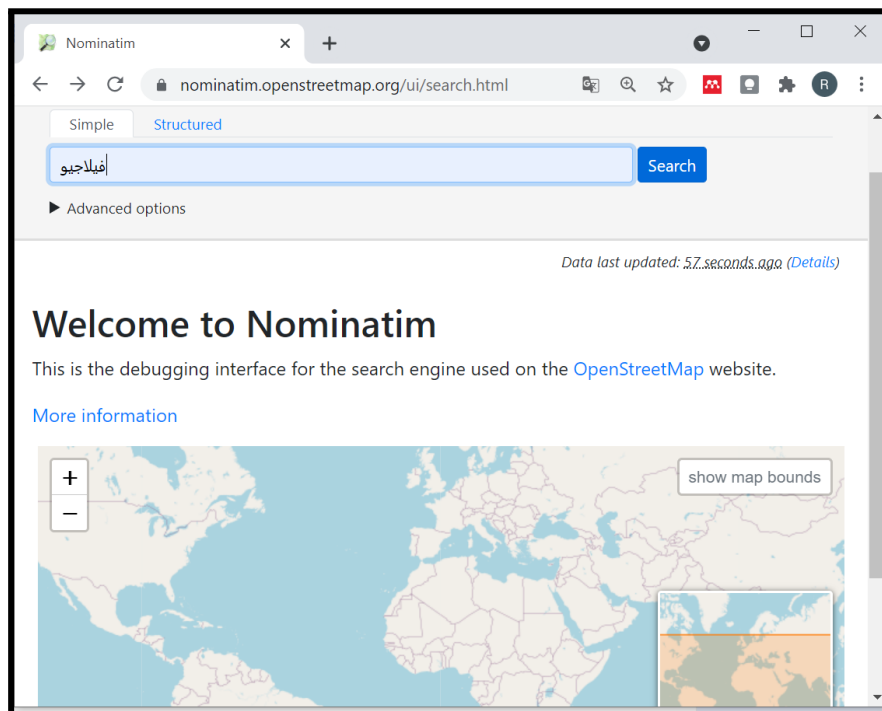 Nominatim
nominatim.openstreetmap.org/ui/search.html
R
Simple Structured
فيلاجيو Search
Advanced options
Data last updated: 57 seconds ago (Details)
Welcome to Nominatim
This is the debugging interface for the search engine used on the OpenStreetMap website.
More information
+
−
show map bounds